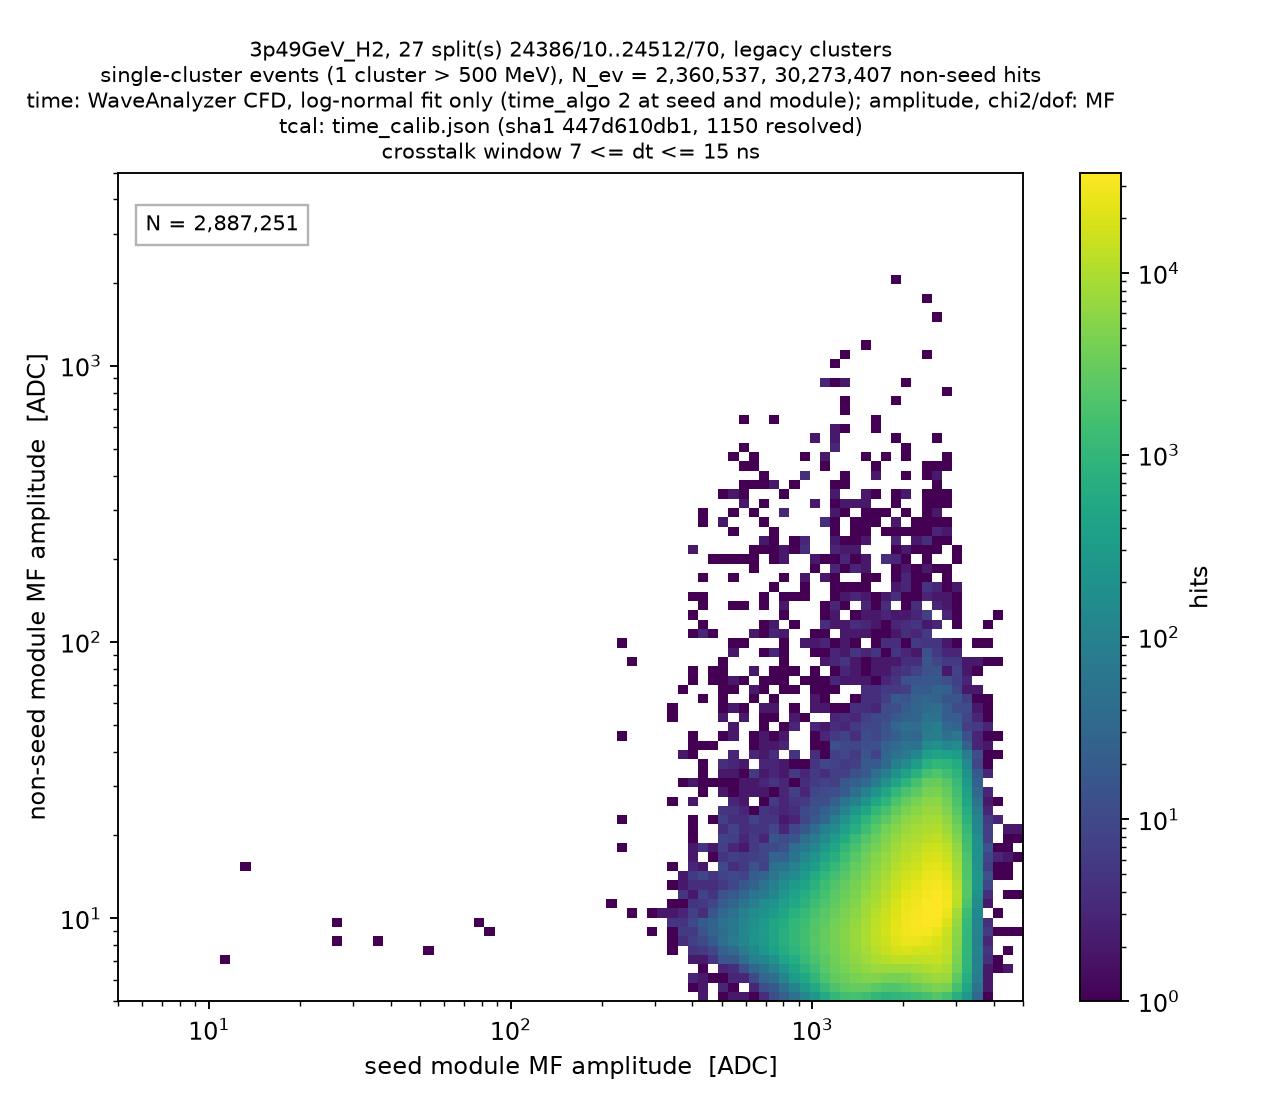 3p49GeV_H2, 27 split(s) 24386/10..24512/70, legacy clusters
single-cluster events (1 cluster > 500 MeV), N_ev = 2,360,537, 30,273,407 non-seed hits
time: WaveAnalyzer CFD, log-normal fit only (time_algo 2 at seed and module); amplitude, chi2/dof: MF
tcal: time_calib.json (sha1 447d610db1, 1150 resolved)
crosstalk window 7 <= dt <= 15 ns
N = 2,887,251
non-seed module MF amplitude [ADC]
10³
10²
10¹
10¹
10²
10³
seed module MF amplitude [ADC]
10⁴
10³
10²
10¹
10⁰
hits